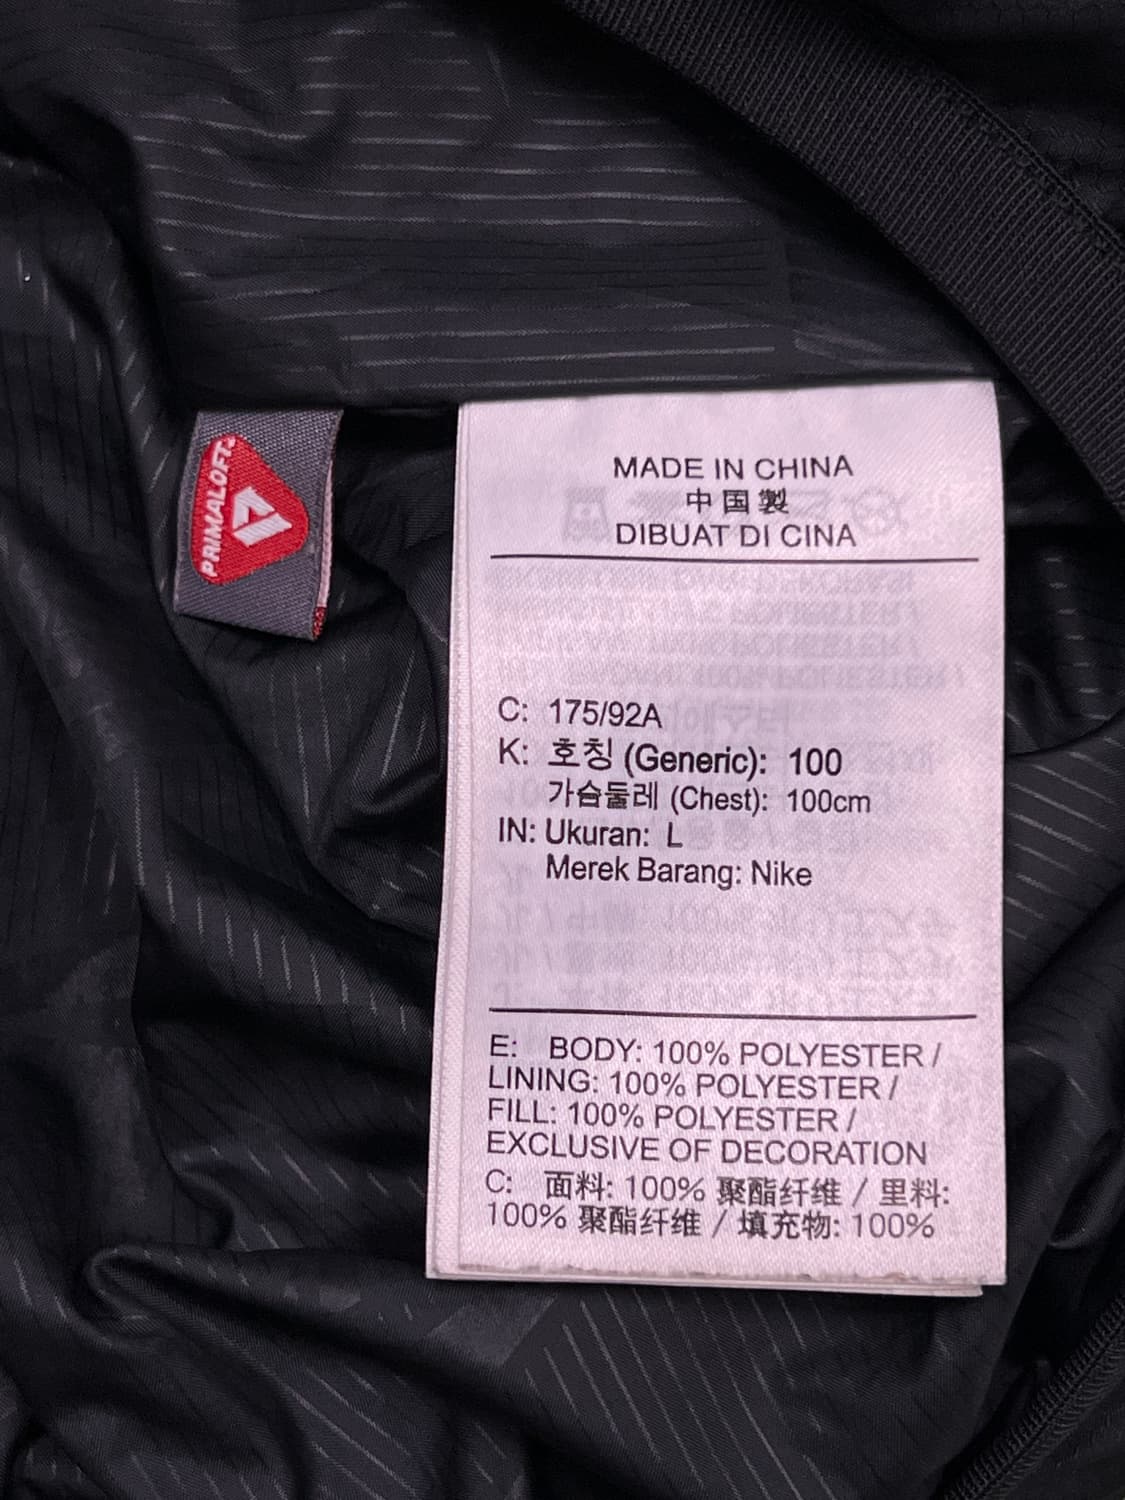 PRIMALOFT
MADE IN CHINA
中国製
DIBUAT DI CINA
C: 175/92A
K: 호칭 (Generic): 100
가슴둘레 (Chest): 100cm
IN: Ukuran: L
Merek Barang: Nike
E: BODY: 100% POLYESTER /
LINING: 100% POLYESTER /
FILL: 100% POLYESTER /
EXCLUSIVE OF DECORATION
C: 面料: 100% 聚酯纤维 / 里料:
100% 聚酯纤维 / 填充物: 100%